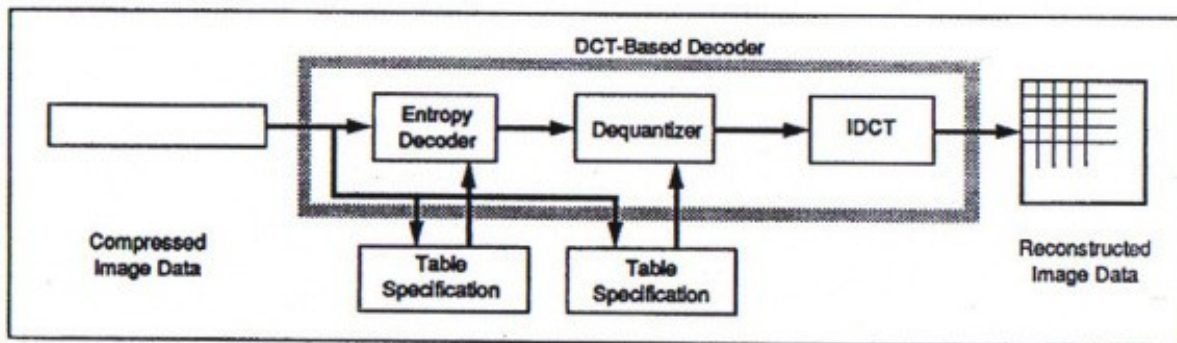 DCT-Based Decoder
Entropy
Decoder
Dequantizer
IDCT
Compressed
Image Data
Table
Specification
Table
Specification
Reconstructed
Image Data